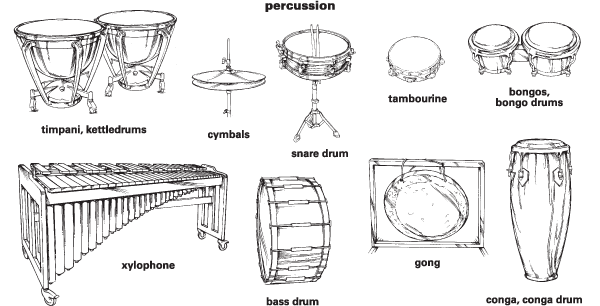 percussion
timpani, kettledrums
cymbals
snare drum
tambourine
bongos,
bongo drums
xylophone
bass drum
gong
conga, conga drum